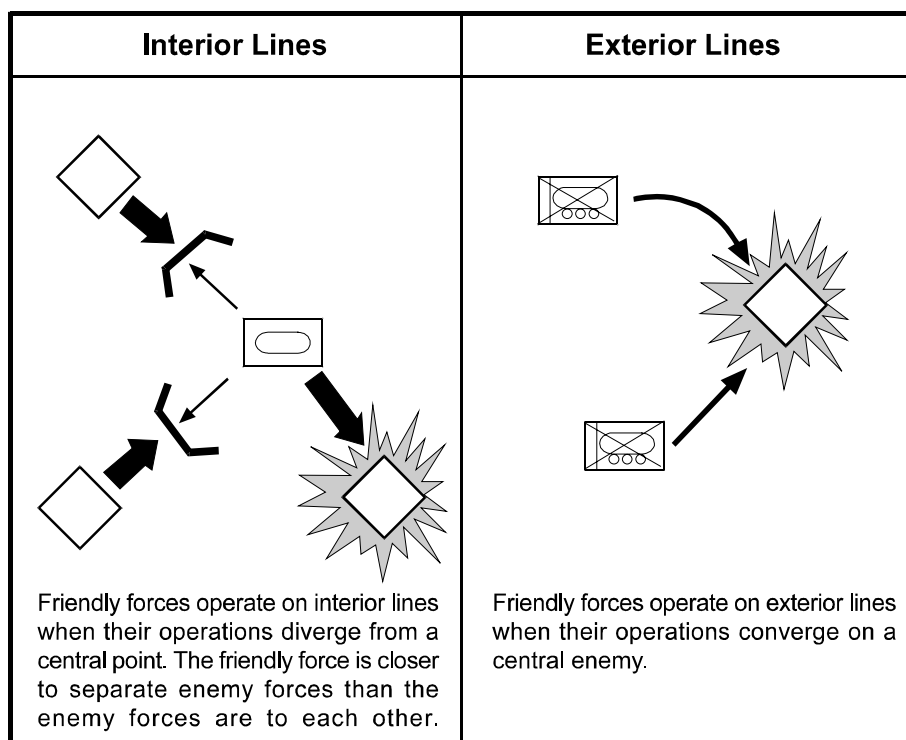 Interior Lines
Exterior Lines
Friendly forces operate on interior lines
when their operations diverge from a
central point. The friendly force is closer
to separate enemy forces than the
enemy forces are to each other.
Friendly forces operate on exterior lines
when their operations converge on a
central enemy.